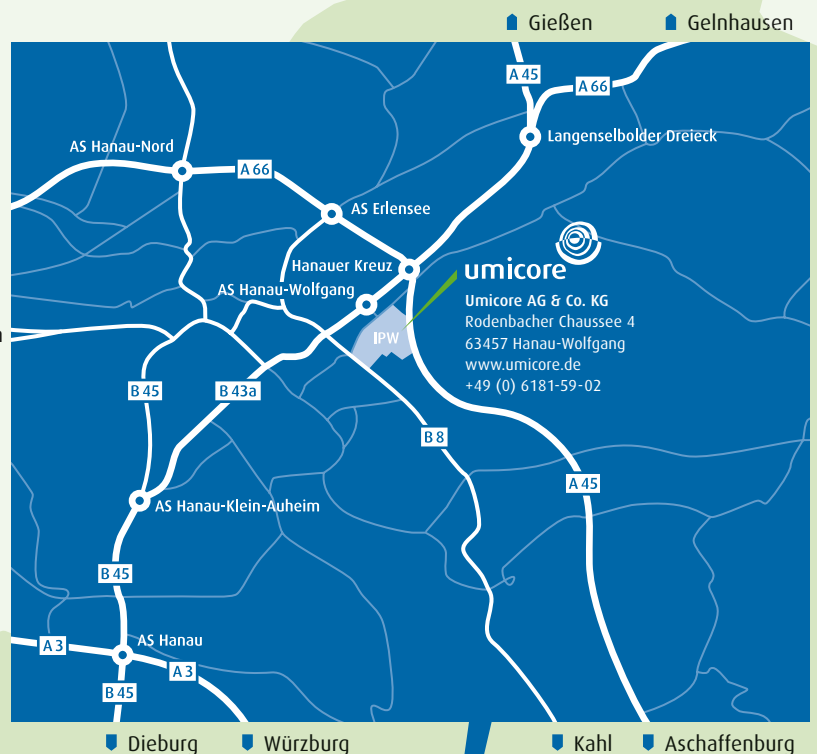 Gießen
Gelnhausen
A 45
A 66
AS Hanau-Nord
Langenselbolder Dreieck
A 66
AS Erlensee
Hanauer Kreuz
umicore
AS Hanau-Wolfgang
Umicore AG & Co. KG
Rodenbacher Chaussee 4
63457 Hanau-Wolfgang
www.umicore.de
+49 (0) 6181-59-02
IPW
B 45
B 43a
B 8
A 45
AS Hanau-Klein-Auheim
B 45
A 3
AS Hanau
A 3
B 45
Dieburg
Würzburg
Kahl
Aschaffenburg